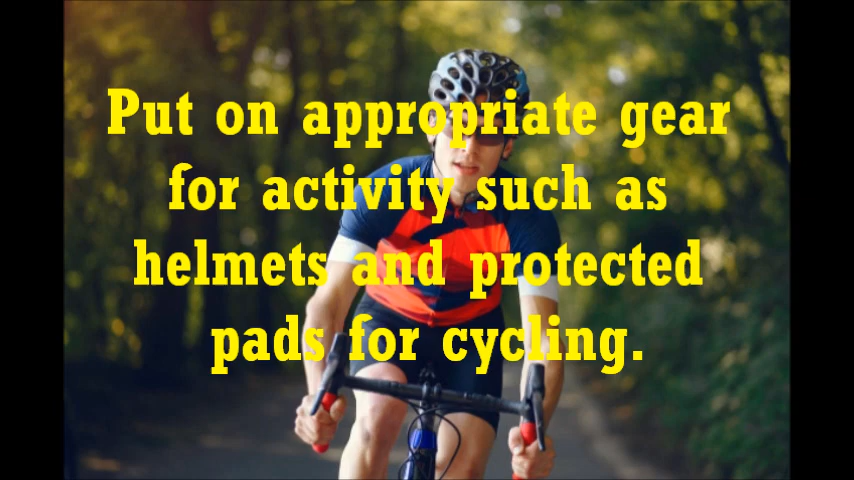 Put on appropriate gear
for activity such as
helmets and protected
pads for cycling.